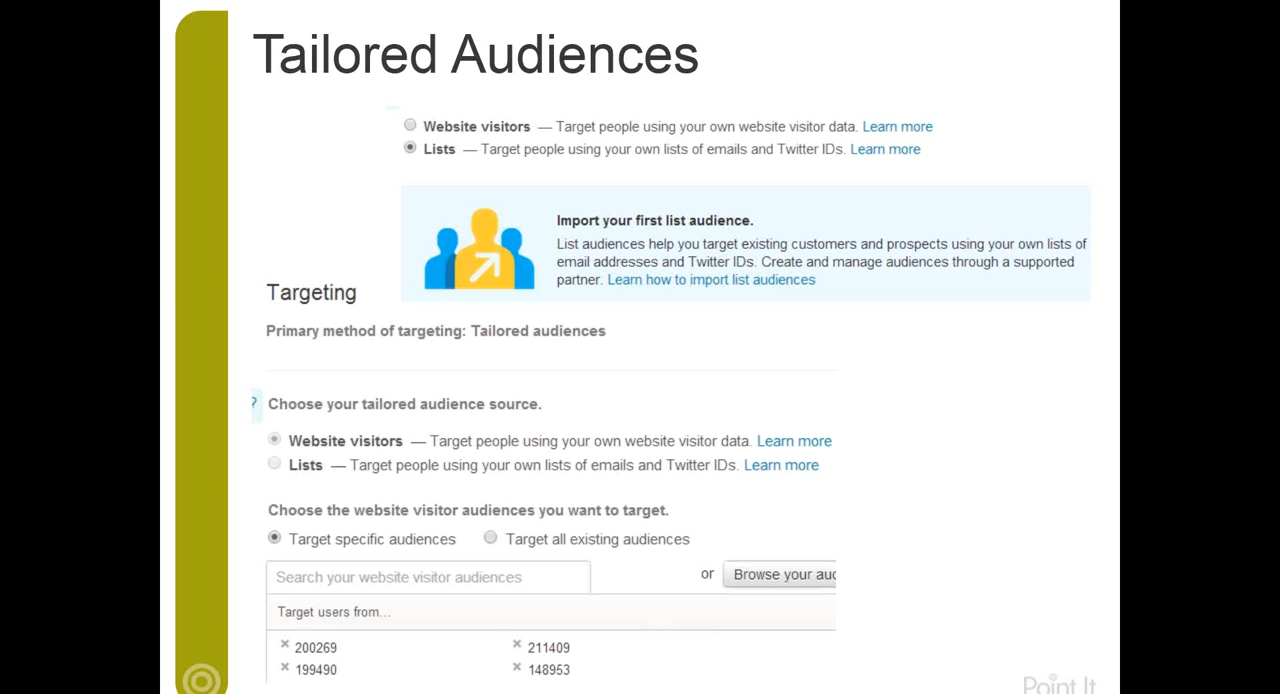 Tailored Audiences
Website visitors — Target people using your own website visitor data. Learn more
Lists — Target people using your own lists of emails and Twitter IDs. Learn more
Import your first list audience.
List audiences help you target existing customers and prospects using your own lists of
email addresses and Twitter IDs. Create and manage audiences through a supported
partner. Learn how to import list audiences
Targeting
Primary method of targeting: Tailored audiences
? Choose your tailored audience source.
Website visitors — Target people using your own website visitor data. Learn more
Lists — Target people using your own lists of emails and Twitter IDs. Learn more
Choose the website visitor audiences you want to target.
Target specific audiences Target all existing audiences
Search your website visitor audiences or Browse your auc
Target users from...
× 200269 × 211409
× 199490 × 148953
Point It